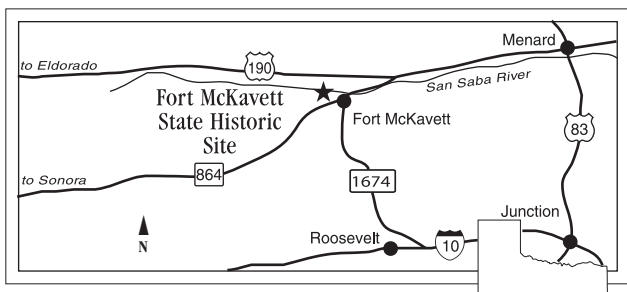 Menard
to Eldorado
190
San Saba River
Fort McKavett
State Historic
Site
Fort McKavett
83
864
1674
to Sonora
Junction
N
Roosevelt
10